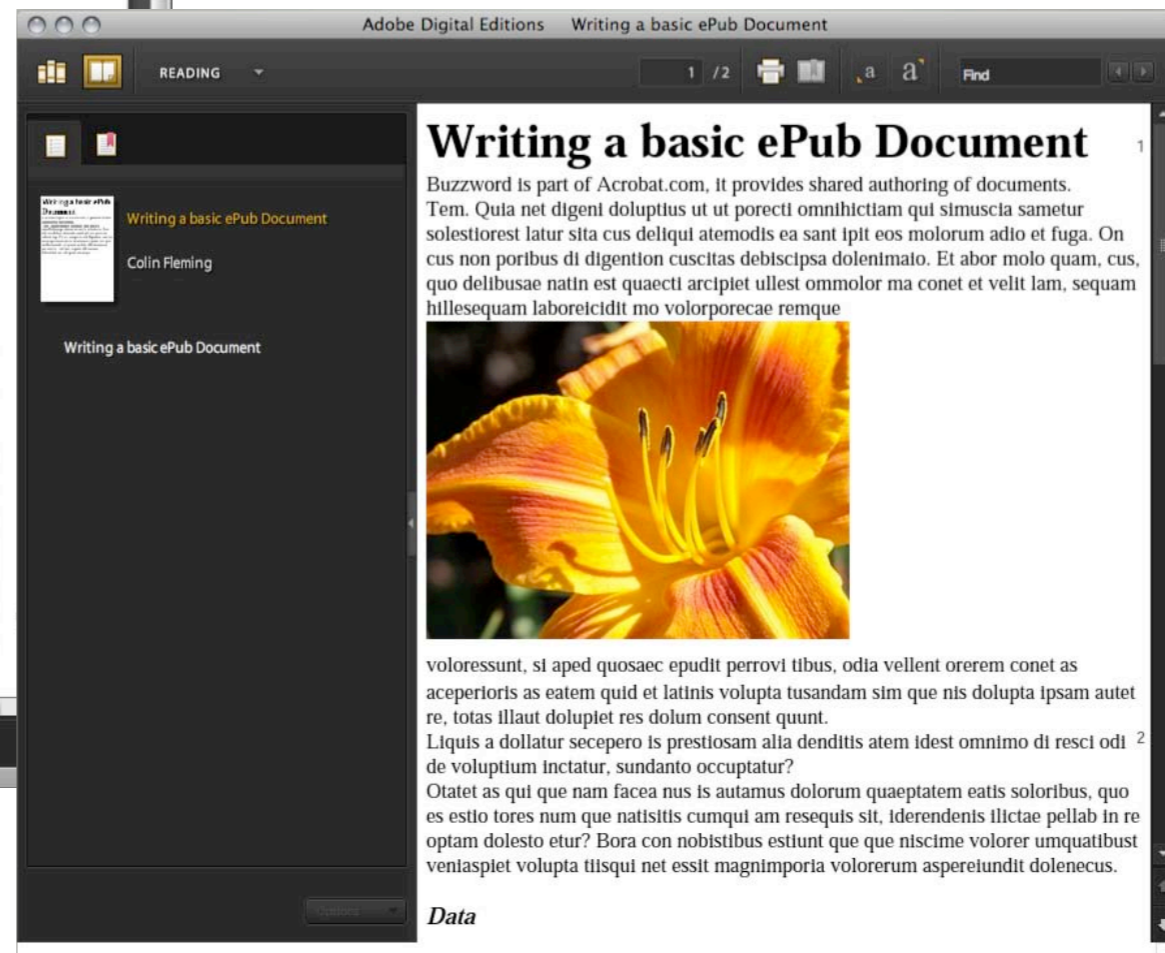 Adobe Digital Editions Writing a basic ePub Document
READING
1 /2
a
a
Find
Writing a basic ePub Document
Colin Fleming
Writing a basic ePub Document
Options
Writing a basic ePub Document
1
Buzzword is part of Acrobat.com, it provides shared authoring of documents.
Tem. Quia net digeni doluptius ut ut porecti omnihictiam qui simuscia sametur
solestiorest latur sita cus deliqui atemodis ea sant ipit eos molorum adio et fuga. On
cus non poribus di digention cuscitas debiscipsa dolenimaio. Et abor molo quam, cus,
quo delibusae natin est quaecti arcipiet ullest ommolor ma conet et velit lam, sequam
hillesequam laboreicidit mo volorporecae remque
voloressunt, si aped quosaec epudit perrovi tibus, odia vellent orerem conet as
aceperioris as eatem quid et latinis volupta tusandam sim que nis dolupta ipsam autet
re, totas illaut dolupiet res dolum consent quunt.
Liquis a dollatur secepero is prestiosam alia denditis atem idest omnimo di resci odi 2
de voluptium inctatur, sundanto occuptatur?
Otatet as qui que nam facea nus is autamus dolorum quaeptatem eatis soloribus, quo
es estio tores num que natisitis cumqui am resequis sit, iderendenis ilictae pellab in re
optam dolesto etur? Bora con nobistibus estiunt que que niscime volorer umquatibust
veniaspiet volupta tiisqui net essit magnimporia volorerum aspereiundit dolenecus.
Data